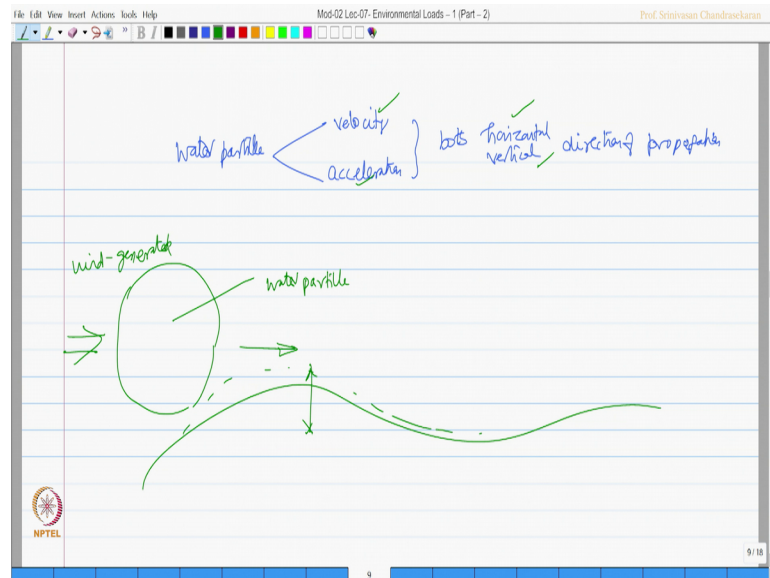 File Edit View Insert Actions Tools Help
Mod-02 Lec-07- Environmental Loads – 1 (Part – 2)
Prof. Srinivasan Chandrasekaran
» B I
velocity
water particle
acceleration
both horizontal
vertical
direction of propagation
wind-generated
water particle
NPTEL
9/18
9